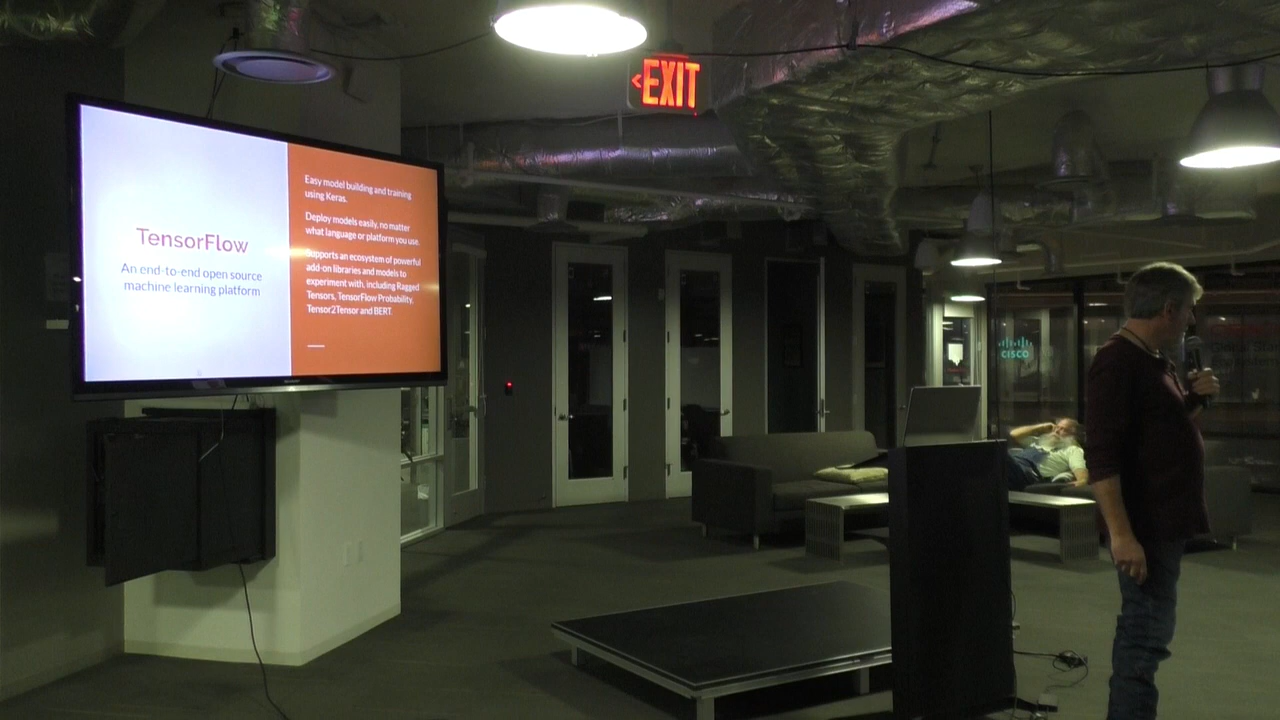 <EXIT
TensorFlow
An end-to-end open source
machine learning platform
Easy model building and training
using Keras.
Deploy models easily, no matter
what language or platform you use.
Supports an ecosystem of powerful
add-on libraries and models to
experiment with, including Ragged
Tensors, TensorFlow Probability,
Tensor2Tensor and BERT.
CISCO